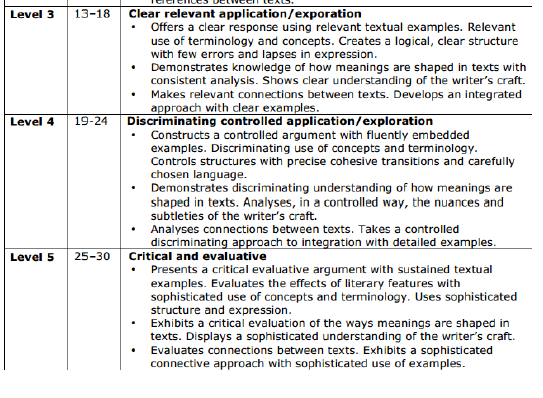 references between texts.
Level 3 13–18 Clear relevant application/exporation
• Offers a clear response using relevant textual examples. Relevant
use of terminology and concepts. Creates a logical, clear structure
with few errors and lapses in expression.
• Demonstrates knowledge of how meanings are shaped in texts with
consistent analysis. Shows clear understanding of the writer's craft.
• Makes relevant connections between texts. Develops an integrated
approach with clear examples.
Level 4 19-24 Discriminating controlled application/exploration
• Constructs a controlled argument with fluently embedded
examples. Discriminating use of concepts and terminology.
Controls structures with precise cohesive transitions and carefully
chosen language.
• Demonstrates discriminating understanding of how meanings are
shaped in texts. Analyses, in a controlled way, the nuances and
subtleties of the writer's craft.
• Analyses connections between texts. Takes a controlled
discriminating approach to integration with detailed examples.
Level 5 25–30 Critical and evaluative
• Presents a critical evaluative argument with sustained textual
examples. Evaluates the effects of literary features with
sophisticated use of concepts and terminology. Uses sophisticated
structure and expression.
• Exhibits a critical evaluation of the ways meanings are shaped in
texts. Displays a sophisticated understanding of the writer's craft.
• Evaluates connections between texts. Exhibits a sophisticated
connective approach with sophisticated use of examples.